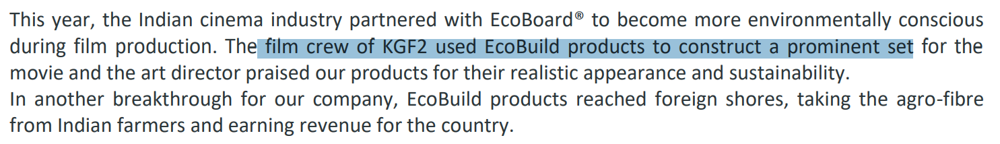 This year, the Indian cinema industry partnered with EcoBoard® to become more environmentally conscious
during film production. The film crew of KGF2 used EcoBuild products to construct a prominent set for the
movie and the art director praised our products for their realistic appearance and sustainability.
In another breakthrough for our company, EcoBuild products reached foreign shores, taking the agro-fibre
from Indian farmers and earning revenue for the country.